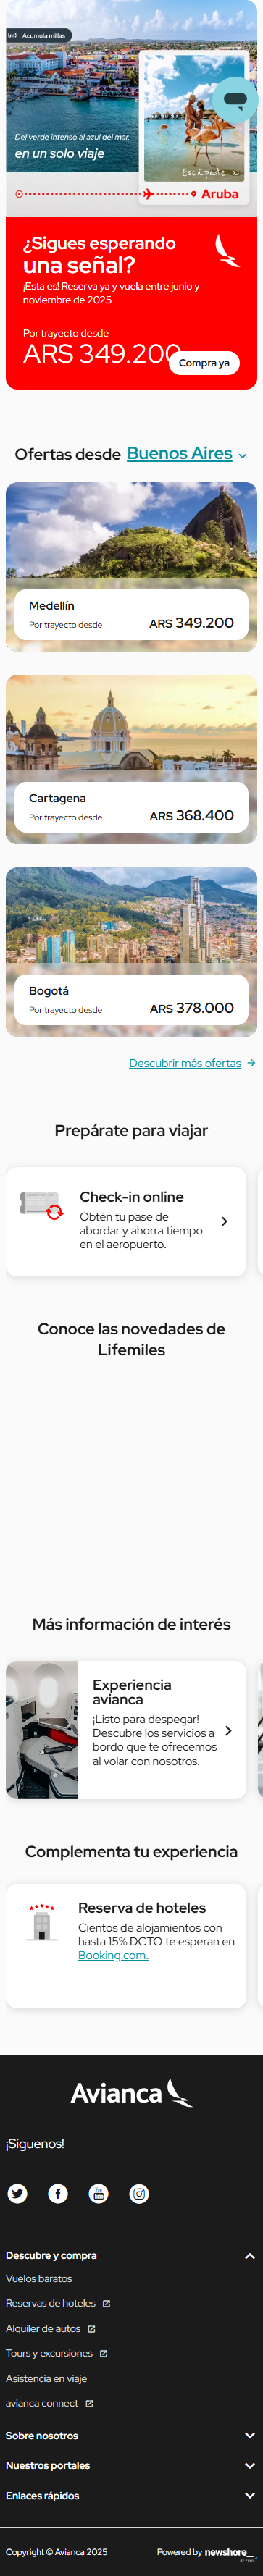 Acumula millas
Del verde intenso al azul del mar,
en un solo viaje
Escápate a
Aruba
¿Sigues esperando
una señal?
¡Esta es! Reserva ya y vuela entre junio y
noviembre de 2025
Por trayecto desde
ARS 349.200
Compra ya
Ofertas desde Buenos Aires
Medellín
Por trayecto desde ARS 349.200
Cartagena
Por trayecto desde ARS 368.400
Bogotá
Por trayecto desde ARS 378.000
Descubrir más ofertas
Prepárate para viajar
Check-in online
Obtén tu pase de
abordar y ahorra tiempo
en el aeropuerto.
Conoce las novedades de
Lifemiles
Más información de interés
Experiencia
avianca
¡Listo para despegar!
Descubre los servicios a
bordo que te ofrecemos
al volar con nosotros.
Complementa tu experiencia
Reserva de hoteles
Cientos de alojamientos con
hasta 15% DCTO te esperan en
Booking.com.
Avianca
¡Síguenos!
You
Tube
Descubre y compra
Vuelos baratos
Reservas de hoteles
Alquiler de autos
Tours y excursiones
Asistencia en viaje
avianca connect
Sobre nosotros
Nuestros portales
Enlaces rápidos
Copyright © Avianca 2025 Powered by newshore_